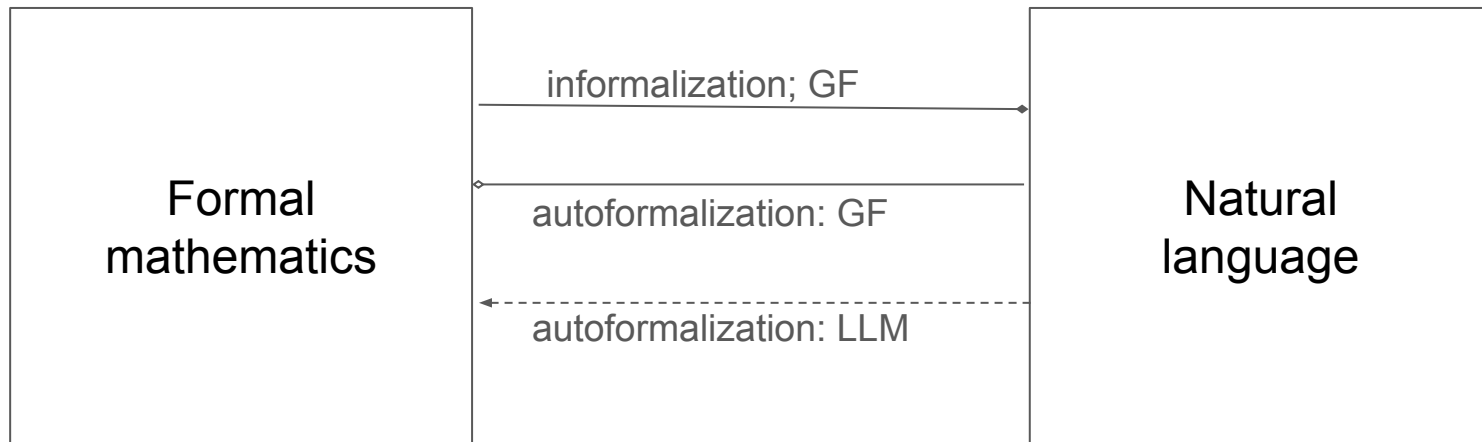 informalization; GF
Formal
mathematics
autoformalization: GF
Natural
language
autoformalization: LLM